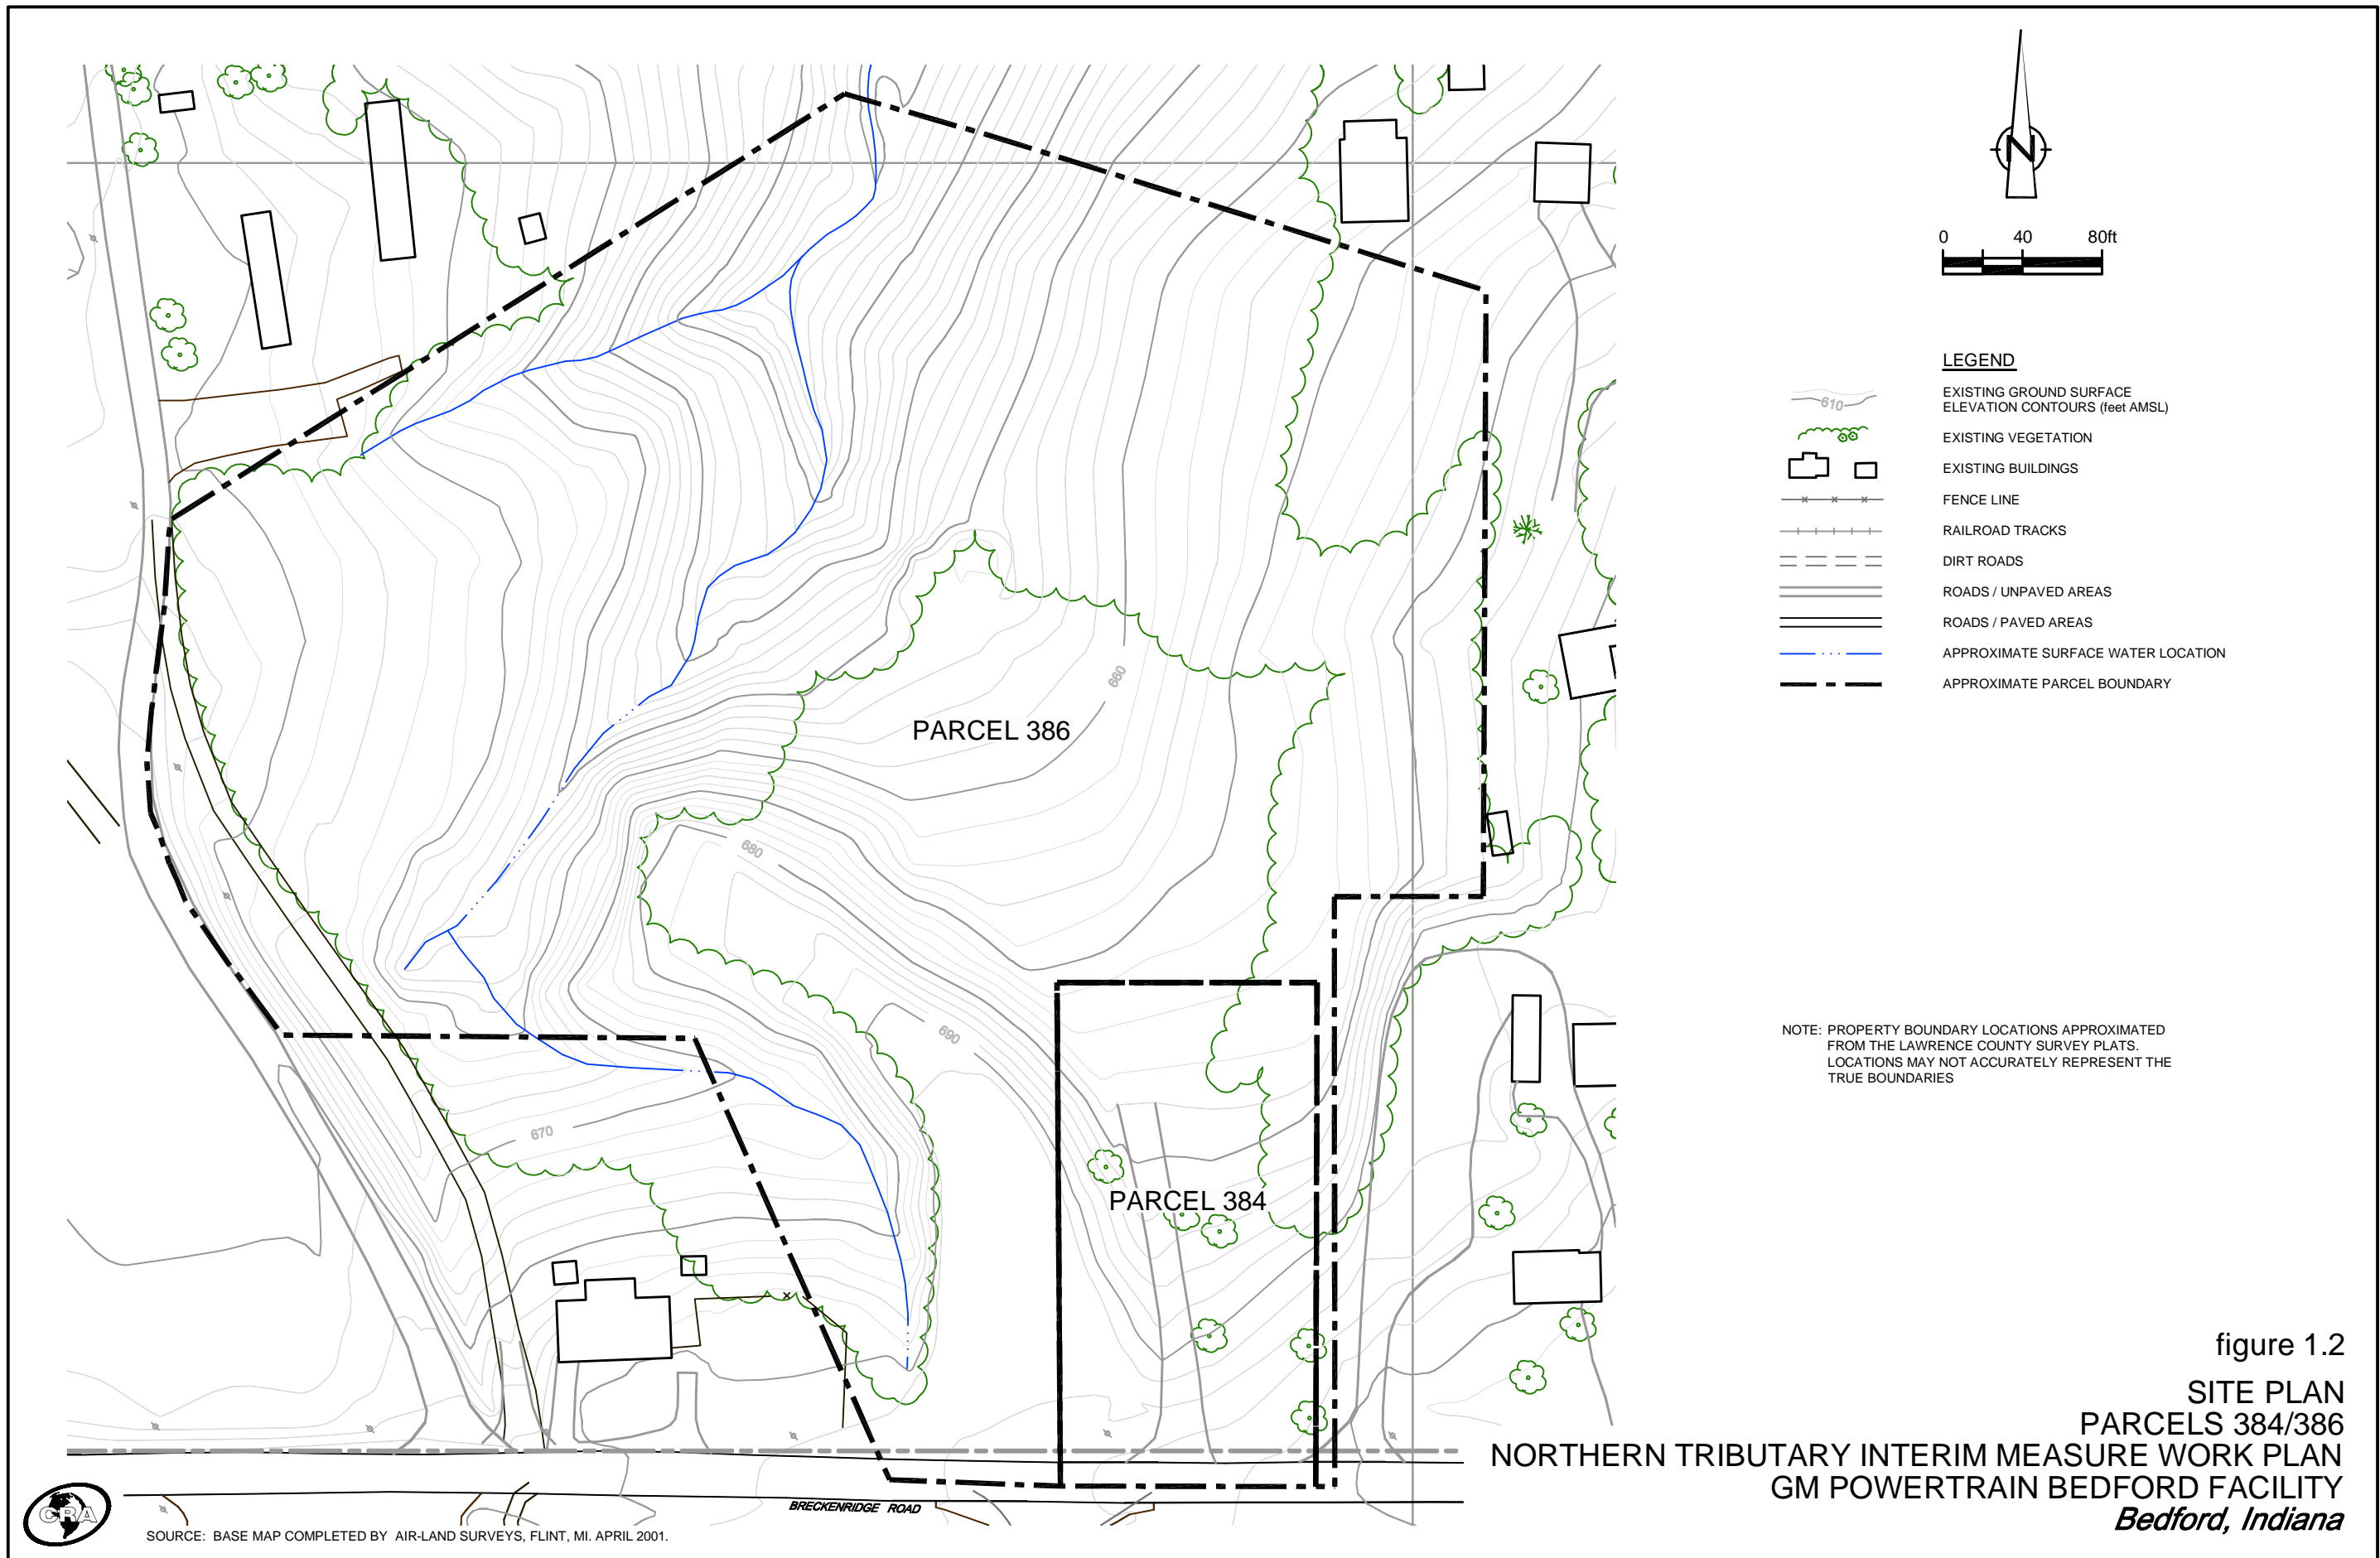 N
0 40 80ft
LEGEND
610
EXISTING GROUND SURFACE
ELEVATION CONTOURS (feet AMSL)
EXISTING VEGETATION
EXISTING BUILDINGS
FENCE LINE
RAILROAD TRACKS
DIRT ROADS
ROADS / UNPAVED AREAS
ROADS / PAVED AREAS
APPROXIMATE SURFACE WATER LOCATION
APPROXIMATE PARCEL BOUNDARY
660
PARCEL 386
680
690
670
PARCEL 384
NOTE: PROPERTY BOUNDARY LOCATIONS APPROXIMATED
FROM THE LAWRENCE COUNTY SURVEY PLATS.
LOCATIONS MAY NOT ACCURATELY REPRESENT THE
TRUE BOUNDARIES
BRECKENRIDGE ROAD
CRA
SOURCE: BASE MAP COMPLETED BY AIR-LAND SURVEYS, FLINT, MI. APRIL 2001.
figure 1.2
SITE PLAN
PARCELS 384/386
NORTHERN TRIBUTARY INTERIM MEASURE WORK PLAN
GM POWERTRAIN BEDFORD FACILITY
Bedford, Indiana